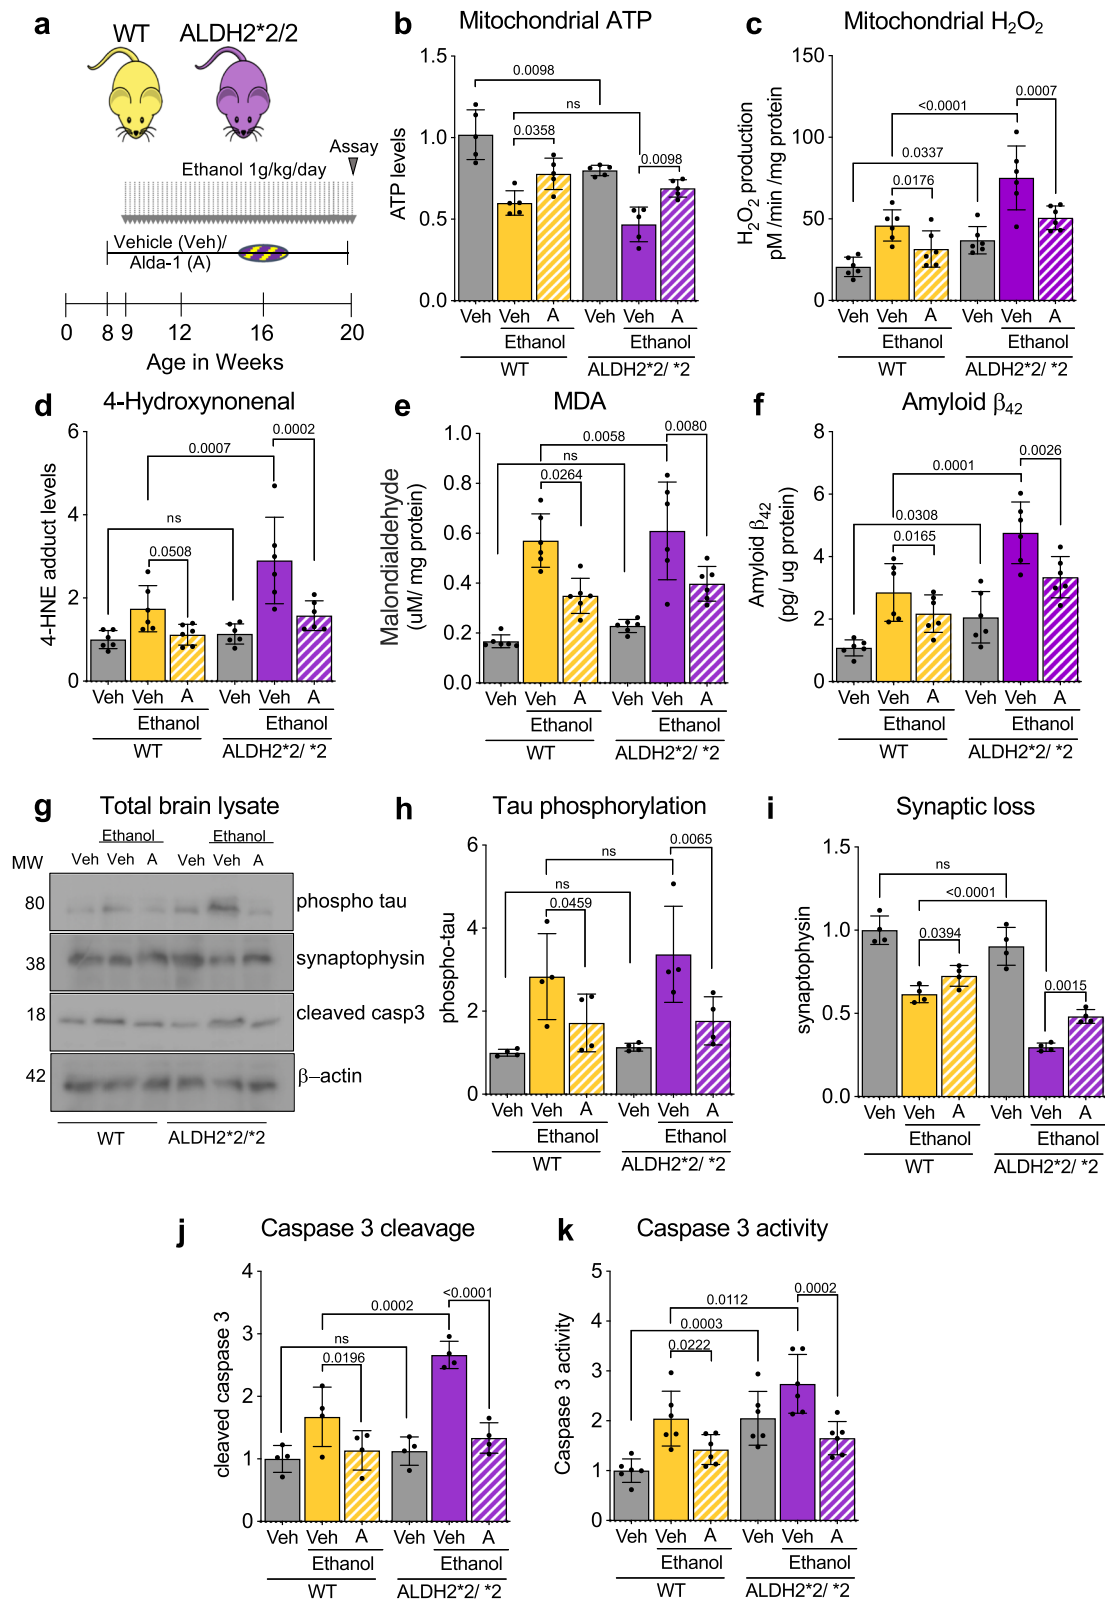 a
WT ALDH2*2/2
Assay
Ethanol 1g/kg/day
Vehicle (Veh)/
Alda-1 (A)
0 8 9 12 16 20
Age in Weeks
b Mitochondrial ATP
ATP levels
1.5
1.0
0.5
0.0
0.0098
ns
0.0358
0.0098
Veh Veh A Veh Veh A
Ethanol Ethanol
WT ALDH2*2/ *2
c Mitochondrial H₂O₂
H₂O₂ production
pM /min /mg protein
150
100
50
0
0.0007
<0.0001
0.0337
0.0176
Veh Veh A Veh Veh A
Ethanol Ethanol
WT ALDH2*2/ *2
d 4-Hydroxynonenal
4-HNE adduct levels
6
4
2
0
0.0002
0.0007
ns
0.0508
Veh Veh A Veh Veh A
Ethanol Ethanol
WT ALDH2*2/ *2
e MDA
Malondialdehyde
(uM/ mg protein)
1.0
0.8
0.6
0.4
0.2
0.0
0.0080
0.0058
ns
0.0264
Veh Veh A Veh Veh A
Ethanol Ethanol
WT ALDH2*2/ *2
f Amyloid β₄₂
Amyloid β₄₂
(pg/ ug protein)
8
6
4
2
0
0.0026
0.0001
0.0308
0.0165
Veh Veh A Veh Veh A
Ethanol Ethanol
WT ALDH2*2/ *2
g Total brain lysate
Ethanol Ethanol
MW Veh Veh A Veh Veh A
80 phospho tau
38 synaptophysin
18 cleaved casp3
42 β–actin
WT ALDH2*2/*2
h Tau phosphorylation
phospho-tau
6
4
2
0
0.0065
ns
ns
0.0459
Veh Veh A Veh Veh A
Ethanol Ethanol
WT ALDH2*2/ *2
i Synaptic loss
synaptophysin
1.5
1.0
0.5
0.0
ns
<0.0001
0.0394
0.0015
Veh Veh A Veh Veh A
Ethanol Ethanol
WT ALDH2*2/ *2
j Caspase 3 cleavage
cleaved caspase 3
4
3
2
1
0
<0.0001
0.0002
ns
0.0196
Veh Veh A Veh Veh A
Ethanol Ethanol
WT ALDH2*2/ *2
k Caspase 3 activity
Caspase 3 activity
5
4
3
2
1
0
0.0002
0.0112
0.0003
0.0222
Veh Veh A Veh Veh A
Ethanol Ethanol
WT ALDH2*2/ *2